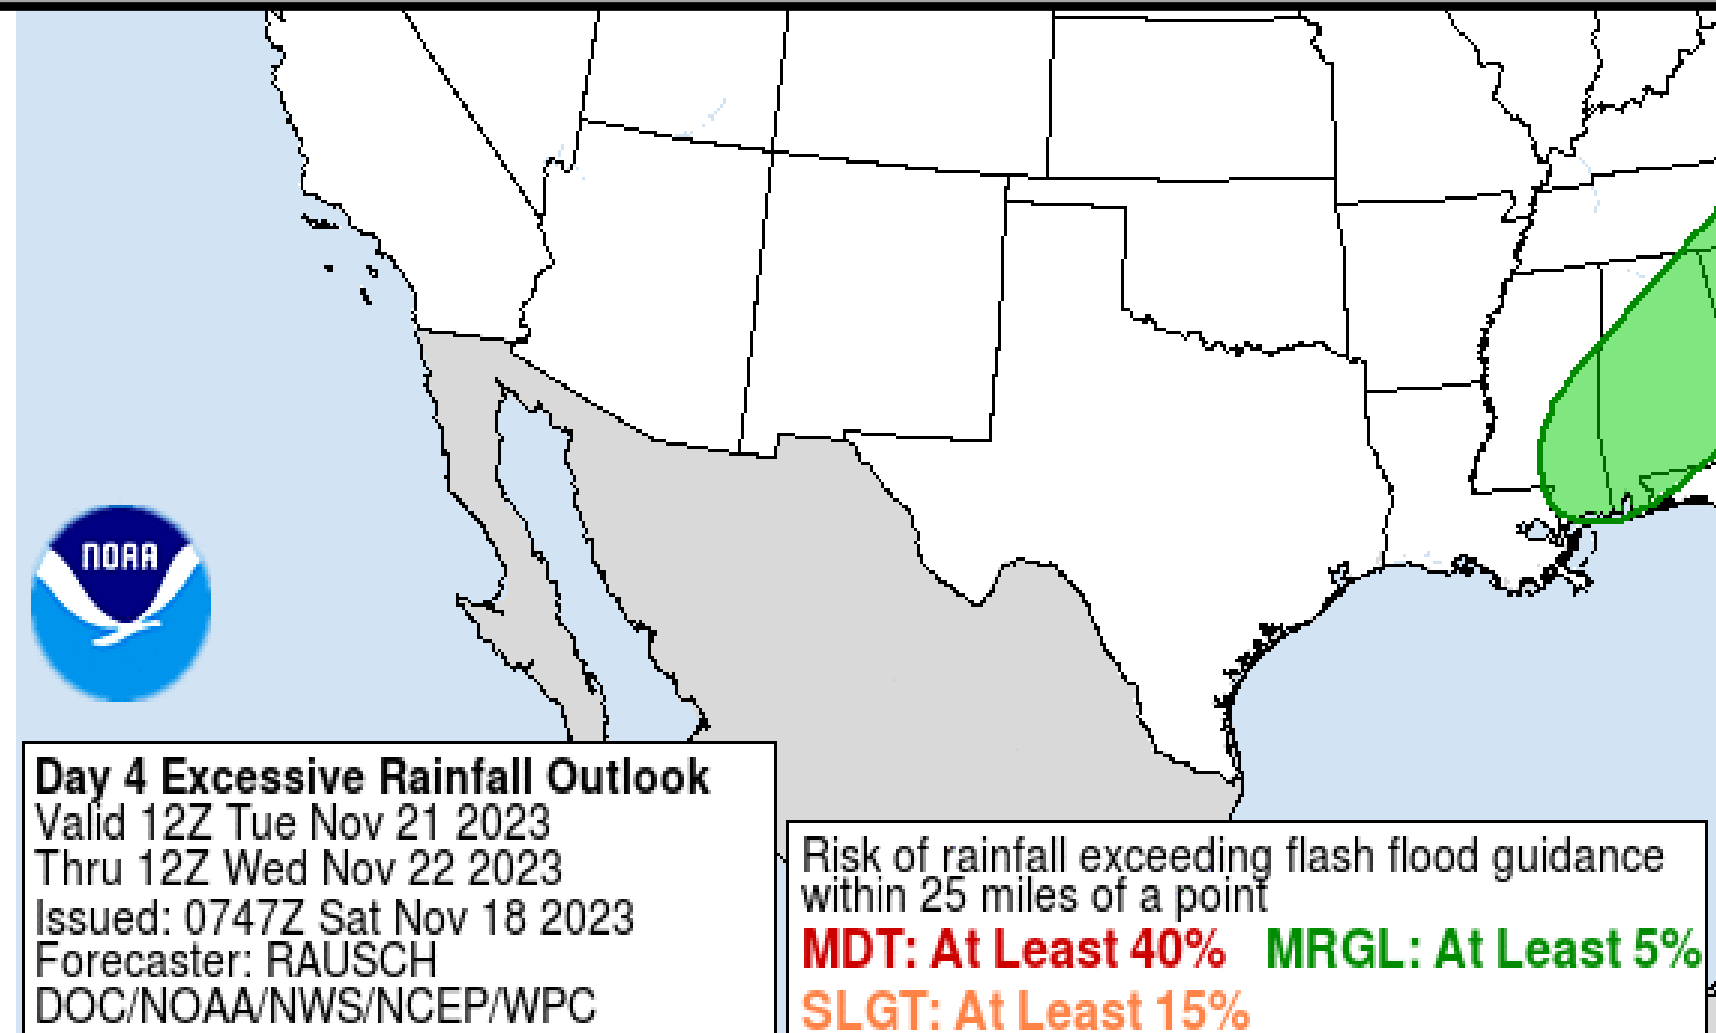 NOAA
Day 4 Excessive Rainfall Outlook
Valid 12Z Tue Nov 21 2023
Thru 12Z Wed Nov 22 2023
Issued: 0747Z Sat Nov 18 2023
Forecaster: RAUSCH
DOC/NOAA/NWS/NCEP/WPC
Risk of rainfall exceeding flash flood guidance
within 25 miles of a point
MDT: At Least 40% MRGL: At Least 5%
SLGT: At Least 15%